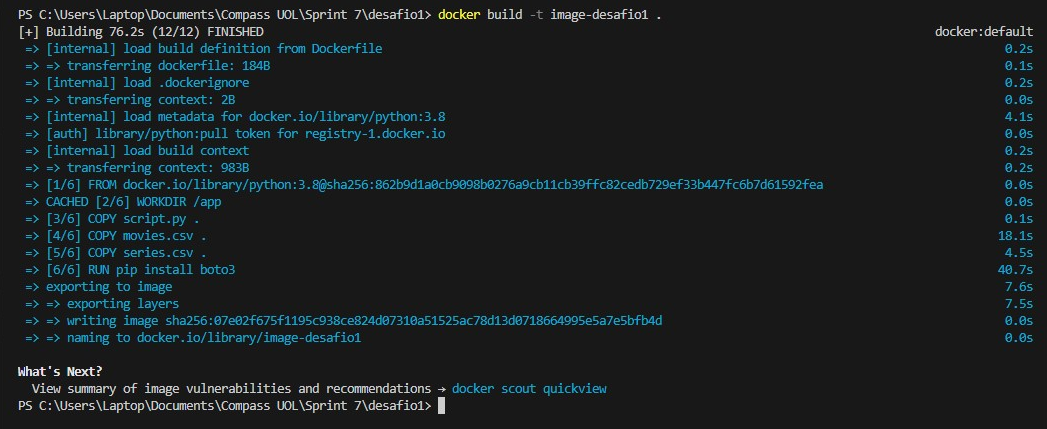 PS C:\Users\Laptop\Documents\Compass UOL\Sprint 7\desafio1> docker build -t image-desafio1 .
[+] Building 76.2s (12/12) FINISHED docker:default
=> [internal] load build definition from Dockerfile 0.2s
=> => transferring dockerfile: 184B 0.1s
=> [internal] load .dockerignore 0.2s
=> => transferring context: 2B 0.0s
=> [internal] load metadata for docker.io/library/python:3.8 4.1s
=> [auth] library/python:pull token for registry-1.docker.io 0.0s
=> [internal] load build context 0.2s
=> => transferring context: 983B 0.2s
=> [1/6] FROM docker.io/library/python:3.8@sha256:862b9d1a0cb9098b0276a9cb11cb39ffc82cedb729ef33b447fc6b7d61592fea 0.0s
=> CACHED [2/6] WORKDIR /app 0.0s
=> [3/6] COPY script.py . 0.1s
=> [4/6] COPY movies.csv . 18.1s
=> [5/6] COPY series.csv . 4.5s
=> [6/6] RUN pip install boto3 40.7s
=> exporting to image 7.6s
=> => exporting layers 7.5s
=> => writing image sha256:07e02f675f1195c938ce824d07310a51525ac78d13d0718664995e5a7e5bfb4d 0.0s
=> => naming to docker.io/library/image-desafio1 0.0s
What's Next?
View summary of image vulnerabilities and recommendations → docker scout quickview
PS C:\Users\Laptop\Documents\Compass UOL\Sprint 7\desafio1>